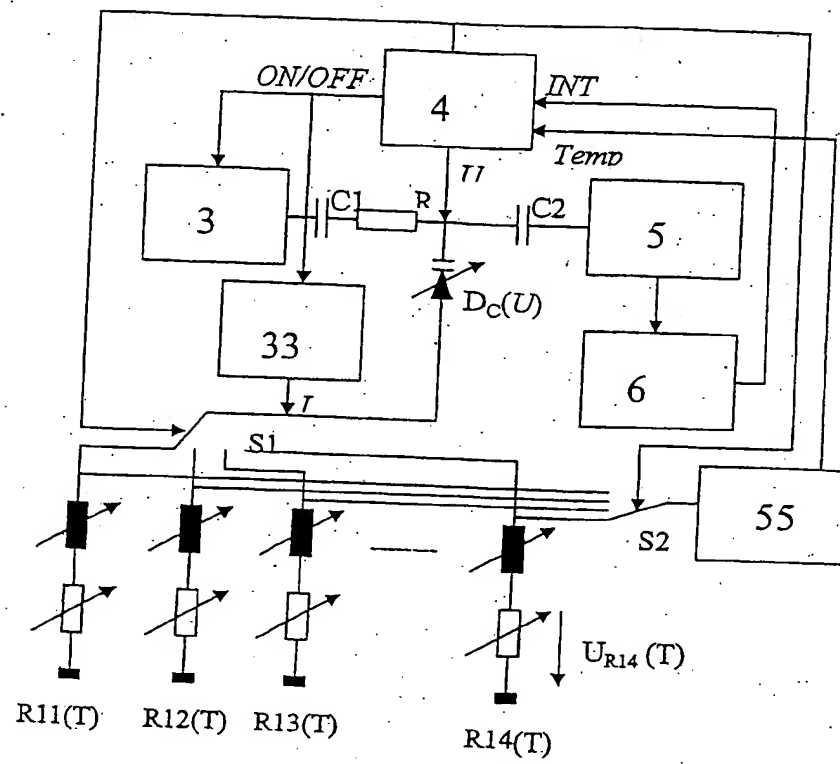 ON/OFF
4
INT
Temp
U
3
C1
R
C2
5
D_C(U)
33
6
I
S1
S2
55
U_R14 (T)
R11(T)
R12(T)
R13(T)
R14(T)